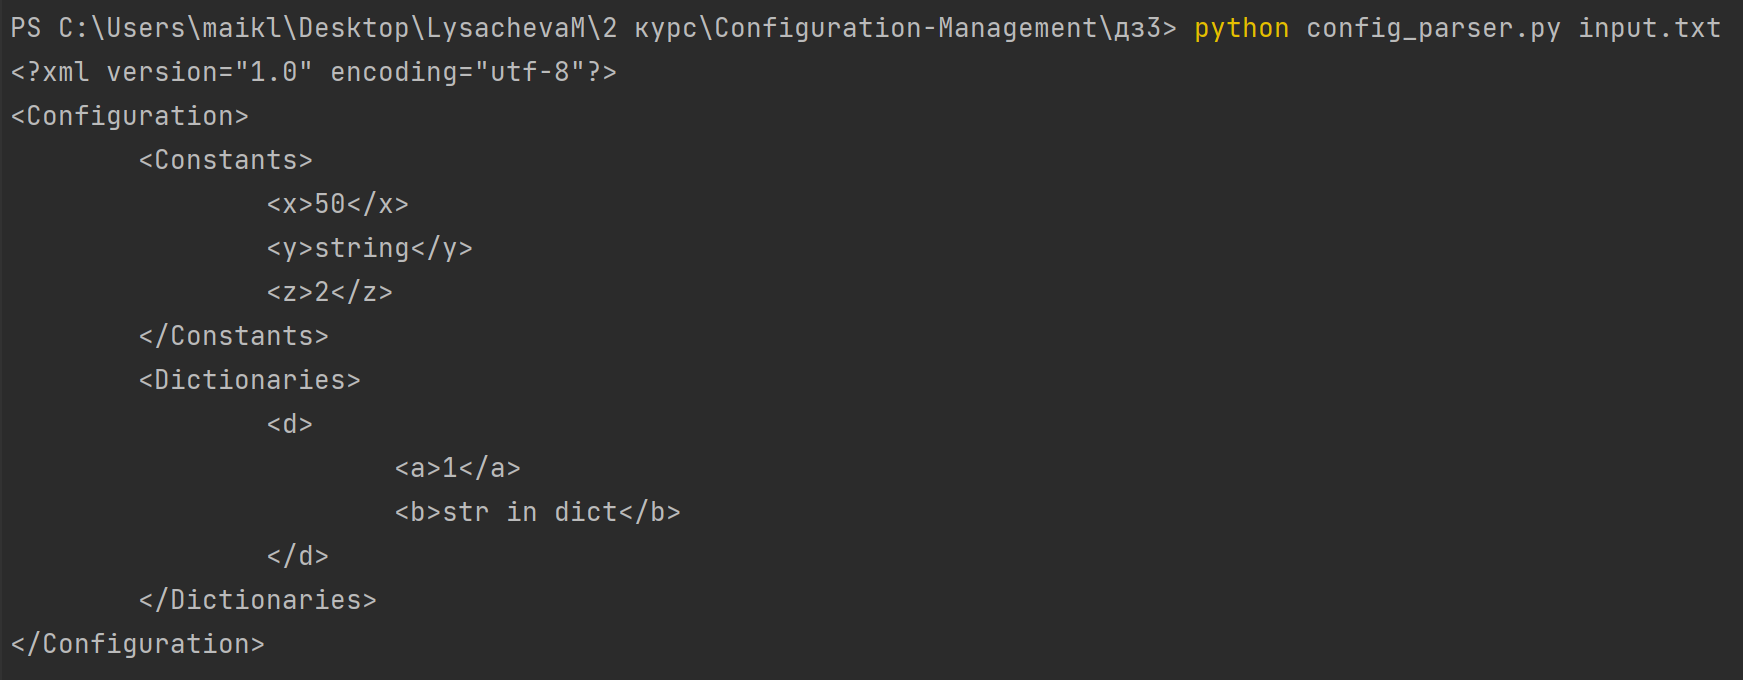 PS C:\Users\maikl\Desktop\LysachevaM\2 курс\Configuration-Management\дз3> python config_parser.py input.txt
<?xml version="1.0" encoding="utf-8"?>
<Configuration>
        <Constants>
                <x>50</x>
                <y>string</y>
                <z>2</z>
        </Constants>
        <Dictionaries>
                <d>
                        <a>1</a>
                        <b>str in dict</b>
                </d>
        </Dictionaries>
</Configuration>